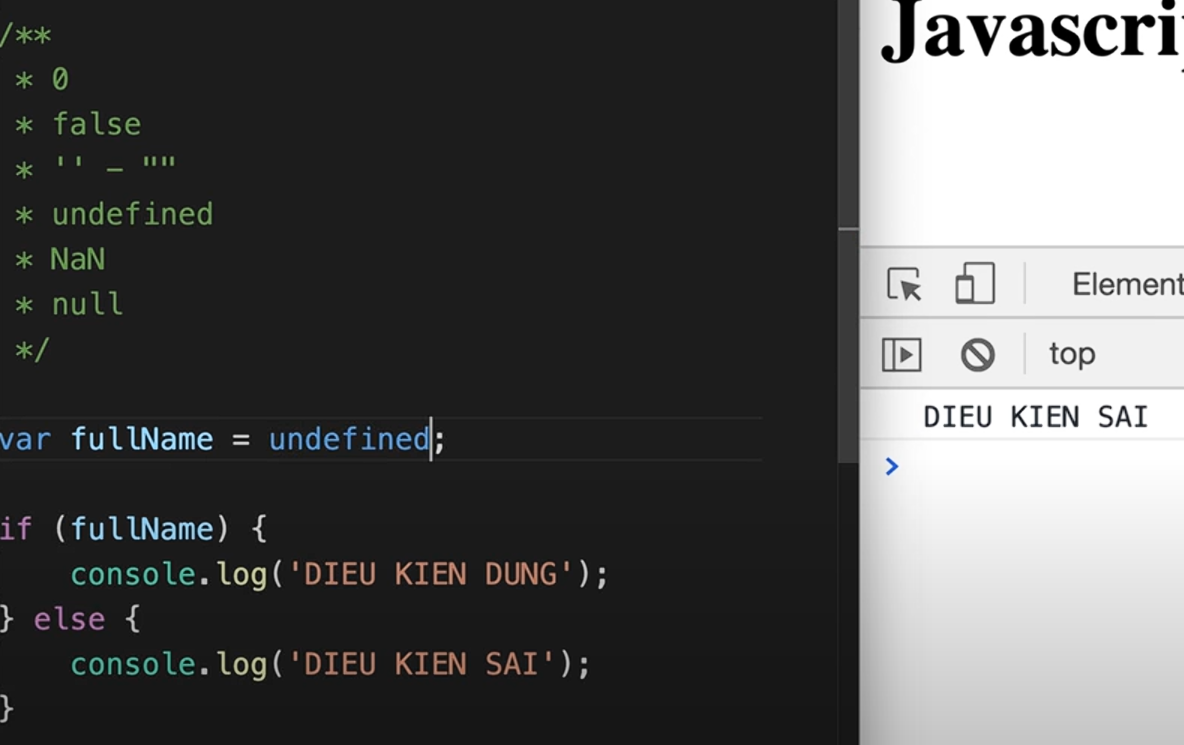 /**
* 0
* false
* '' - ""
* undefined
* NaN
* null
*/
var fullName = undefined;
if (fullName) {
console.log('DIEU KIEN DUNG');
} else {
console.log('DIEU KIEN SAI');
}
Javascrip
Element
top
DIEU KIEN SAI
>